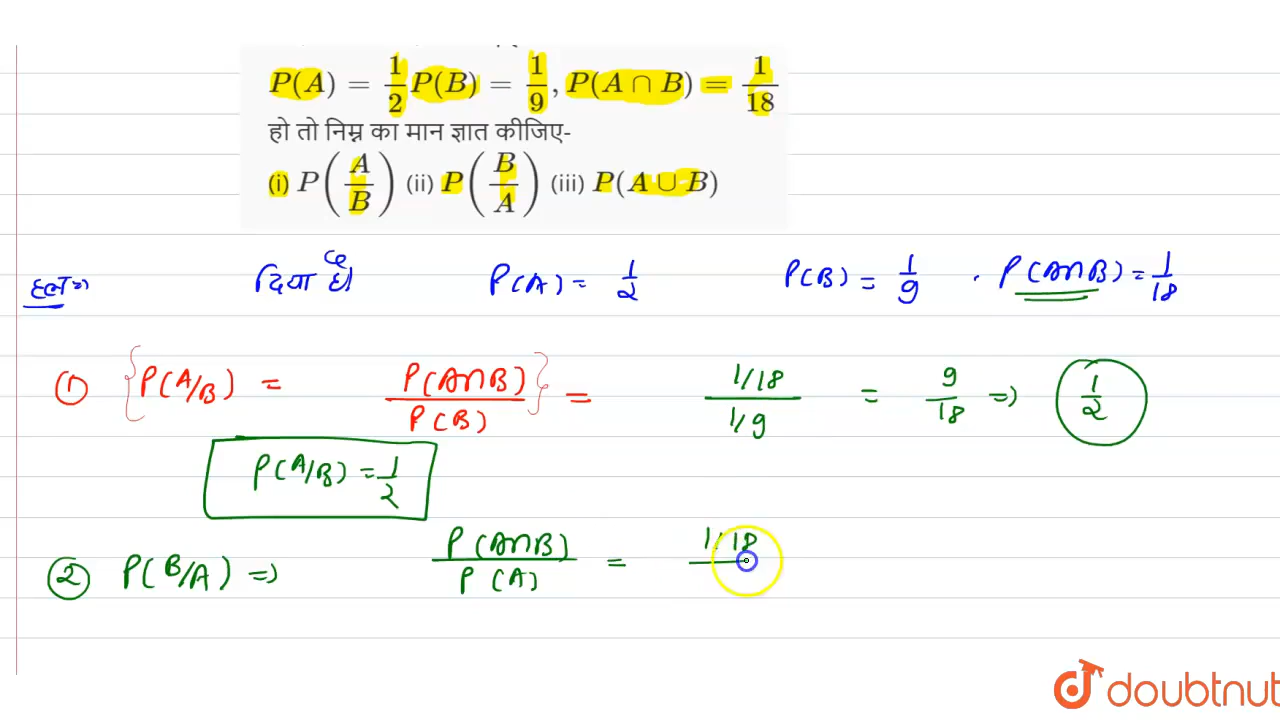 P(A) = 1/2 P(B) = 1/9, P(A ∩ B) = 1/18
हो तो निम्न का मान ज्ञात कीजिए-
(i) P(A/B) (ii) P(B/A) (iii) P(A ∪ B)
हल⇒ दिया है P(A) = 1/2 P(B) = 1/9 . P(A∩B) = 1/18
① {P(A/B) = P(A∩B)/P(B)} = 1/18 / 1/9 = 9/18 ⇒ 1/2
P(A/B) = 1/2
② P(B/A) ⇒ P(A∩B)/P(A) = 1/18
doubtnut